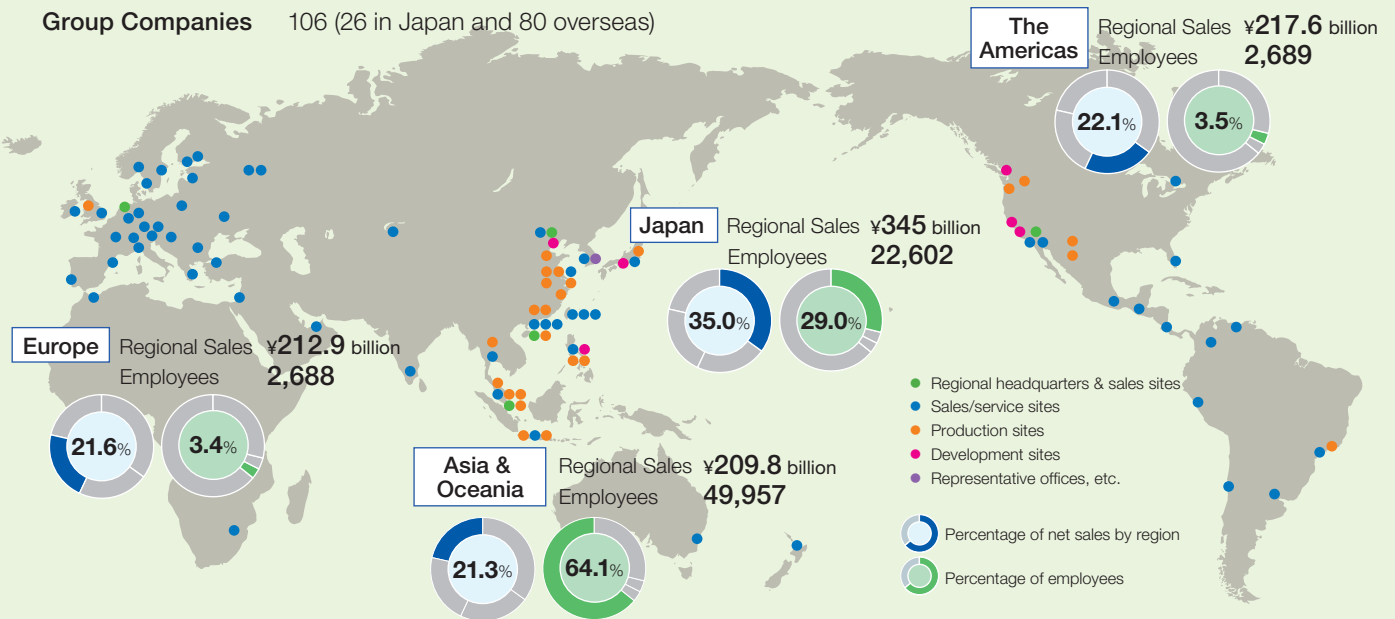 Group Companies 106 (26 in Japan and 80 overseas)
The
Americas
Regional Sales ¥217.6 billion
Employees 2,689
22.1%
3.5%
Japan
Regional Sales ¥345 billion
Employees 22,602
35.0%
29.0%
Europe
Regional Sales ¥212.9 billion
Employees 2,688
21.6%
3.4%
Asia &
Oceania
Regional Sales ¥209.8 billion
Employees 49,957
21.3%
64.1%
Regional headquarters & sales sites
Sales/service sites
Production sites
Development sites
Representative offices, etc.
Percentage of net sales by region
Percentage of employees